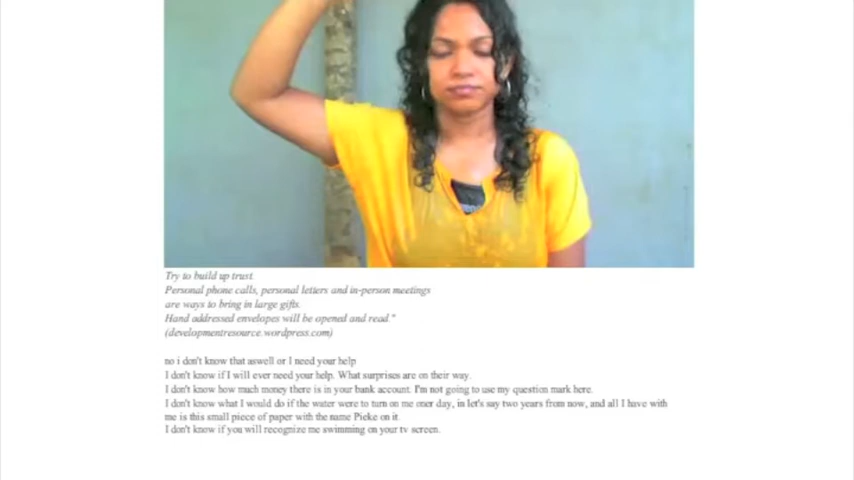 Try to build up trust.
Personal phone calls, personal letters and in-person meetings
are ways to bring in large gifts.
Hand addressed envelopes will be opened and read."
(developmentresource.wordpress.com)
no i don't know that aswell or I need your help
I don't know if I will ever need your help. What surprises are on their way.
I don't know how much money there is in your bank account. I'm not going to use my question mark here.
I don't know what I would do if the water were to turn on me oner day, in let's say two years from now, and all I have with
me is this small piece of paper with the name Pieke on it.
I don't know if you will recognize me swimming on your tv screen.